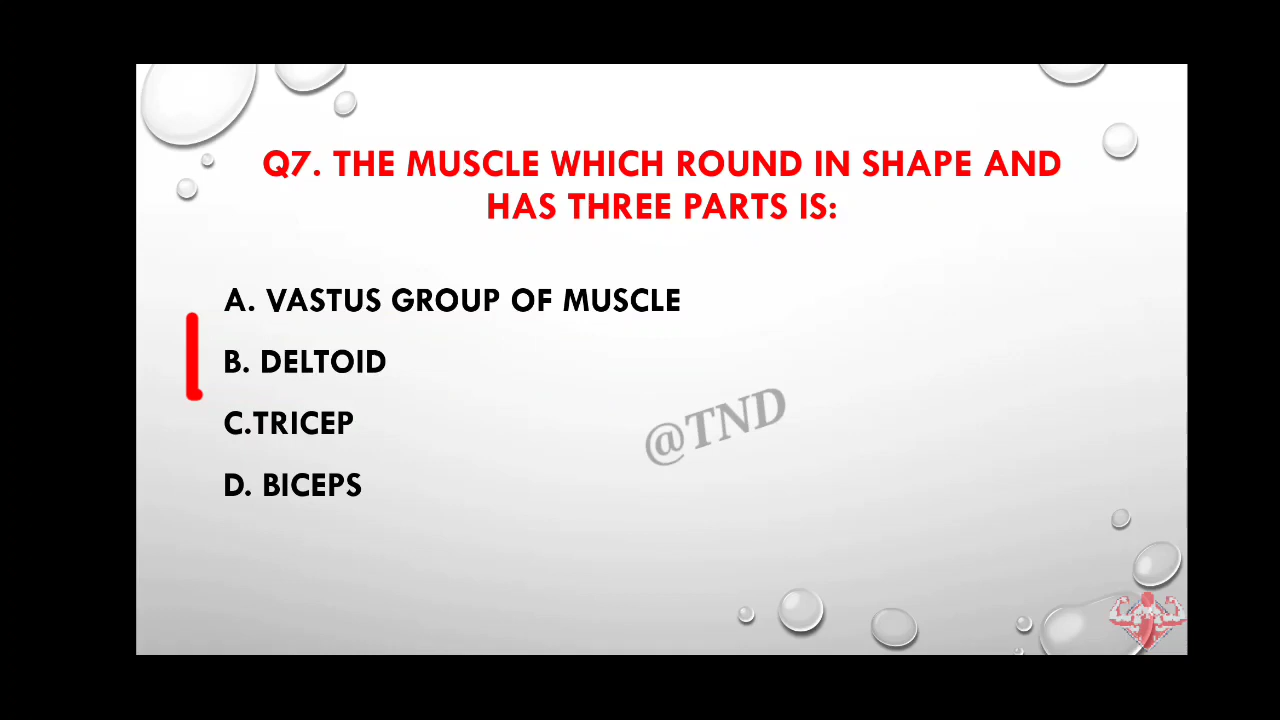 Q7. THE MUSCLE WHICH ROUND IN SHAPE AND
HAS THREE PARTS IS:
A. VASTUS GROUP OF MUSCLE
B. DELTOID
C.TRICEP
D. BICEPS
@TND